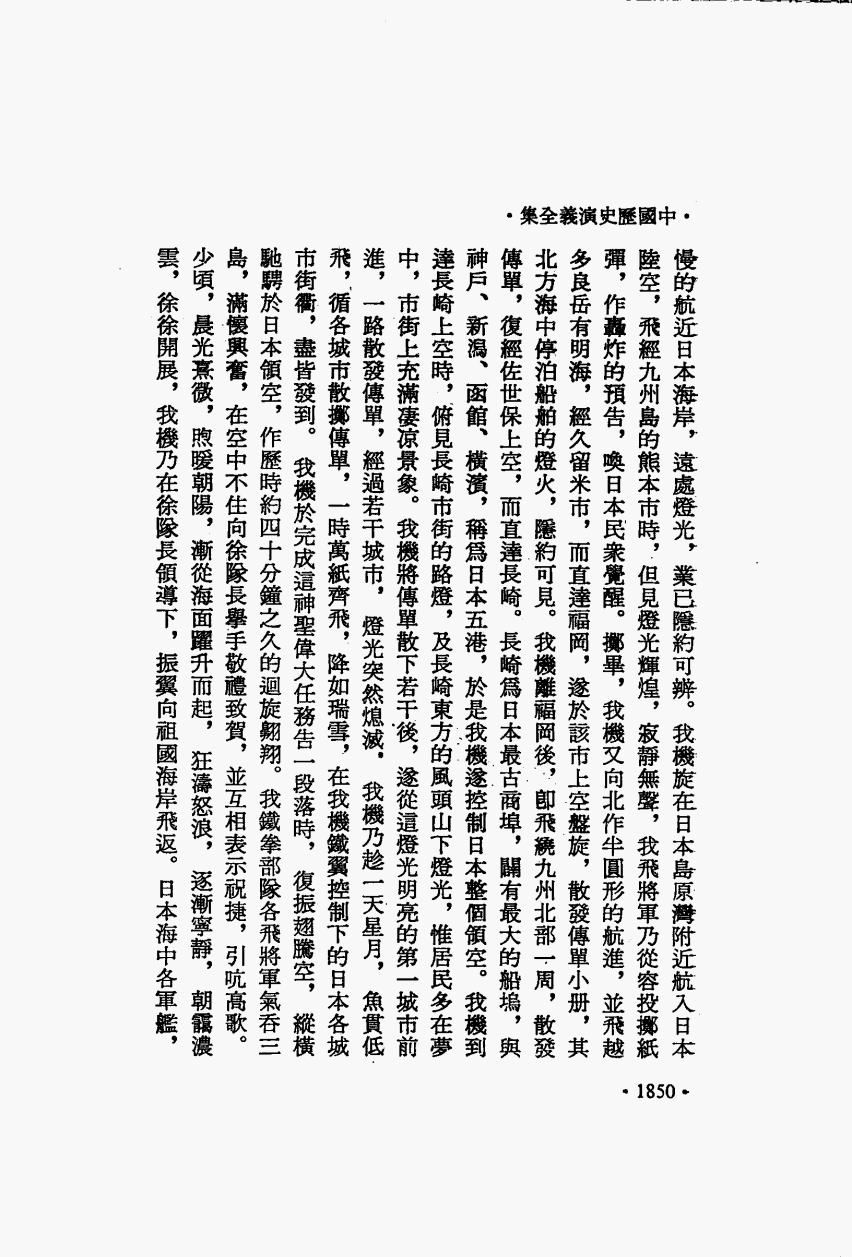 •中國歷史演義全集•
慢的航近日本海岸，遠處燈光，業已隱約可辨。我機旋在日本島原灣附近航入日本
陸空，飛經九州島的熊本市時，但見燈光輝煌，寂靜無聲，我飛將軍乃從容投擲紙
彈，作轟炸的預告，喚日本民衆覺醒。擲畢，我機又向北作半圓形的航進，並飛越
多良岳有明海，經久留米市，而直達福岡，遂於該市上空盤旋，散發傳單小册，其
北方海中停泊船舶的燈火，隱約可見。我機離福岡後，卽飛繞九州北部一周，散發
傳單，復經佐世保上空，而直達長崎。長崎爲日本最古商埠，闢有最大的船塢，與
神戶、新潟、函館、橫濱，稱爲日本五港，於是我機遂控制日本整個領空。我機到
達長崎上空時，俯見長崎市街的路燈，及長崎東方的風頭山下燈光，惟居民多在夢
中，市街上充滿凄凉景象。我機將傳單散下若干後，遂從這燈光明亮的第一城市前
進，一路散發傳單，經過若干城市，燈光突然熄滅．我機乃趁一天星月，魚貫低
飛，循各城市散擲傳單，一時萬紙齊飛，降如瑞雪，在我機鐵翼控制下的日本各城
市街衢，盡皆發到。我機於完成這神聖偉大任務告一段落時，復振翅騰空，縱橫
馳騁於日本領空，作歷時約四十分鐘之久的迴旋翱翔。我鐵拳部隊各飛將軍氣吞三
島，滿懷興奮，在空中不住向徐隊長舉手敬禮致賀，並互相表示祝捷，引吭高歌。
少頃，晨光熹微，煦暖朝陽，漸從海面躍升而起，狂濤怒浪，逐漸寧靜，朝靄濃
雲，徐徐開展，我機乃在徐隊長領導下，振翼向祖國海岸飛返。日本海中各軍艦，
•1850•